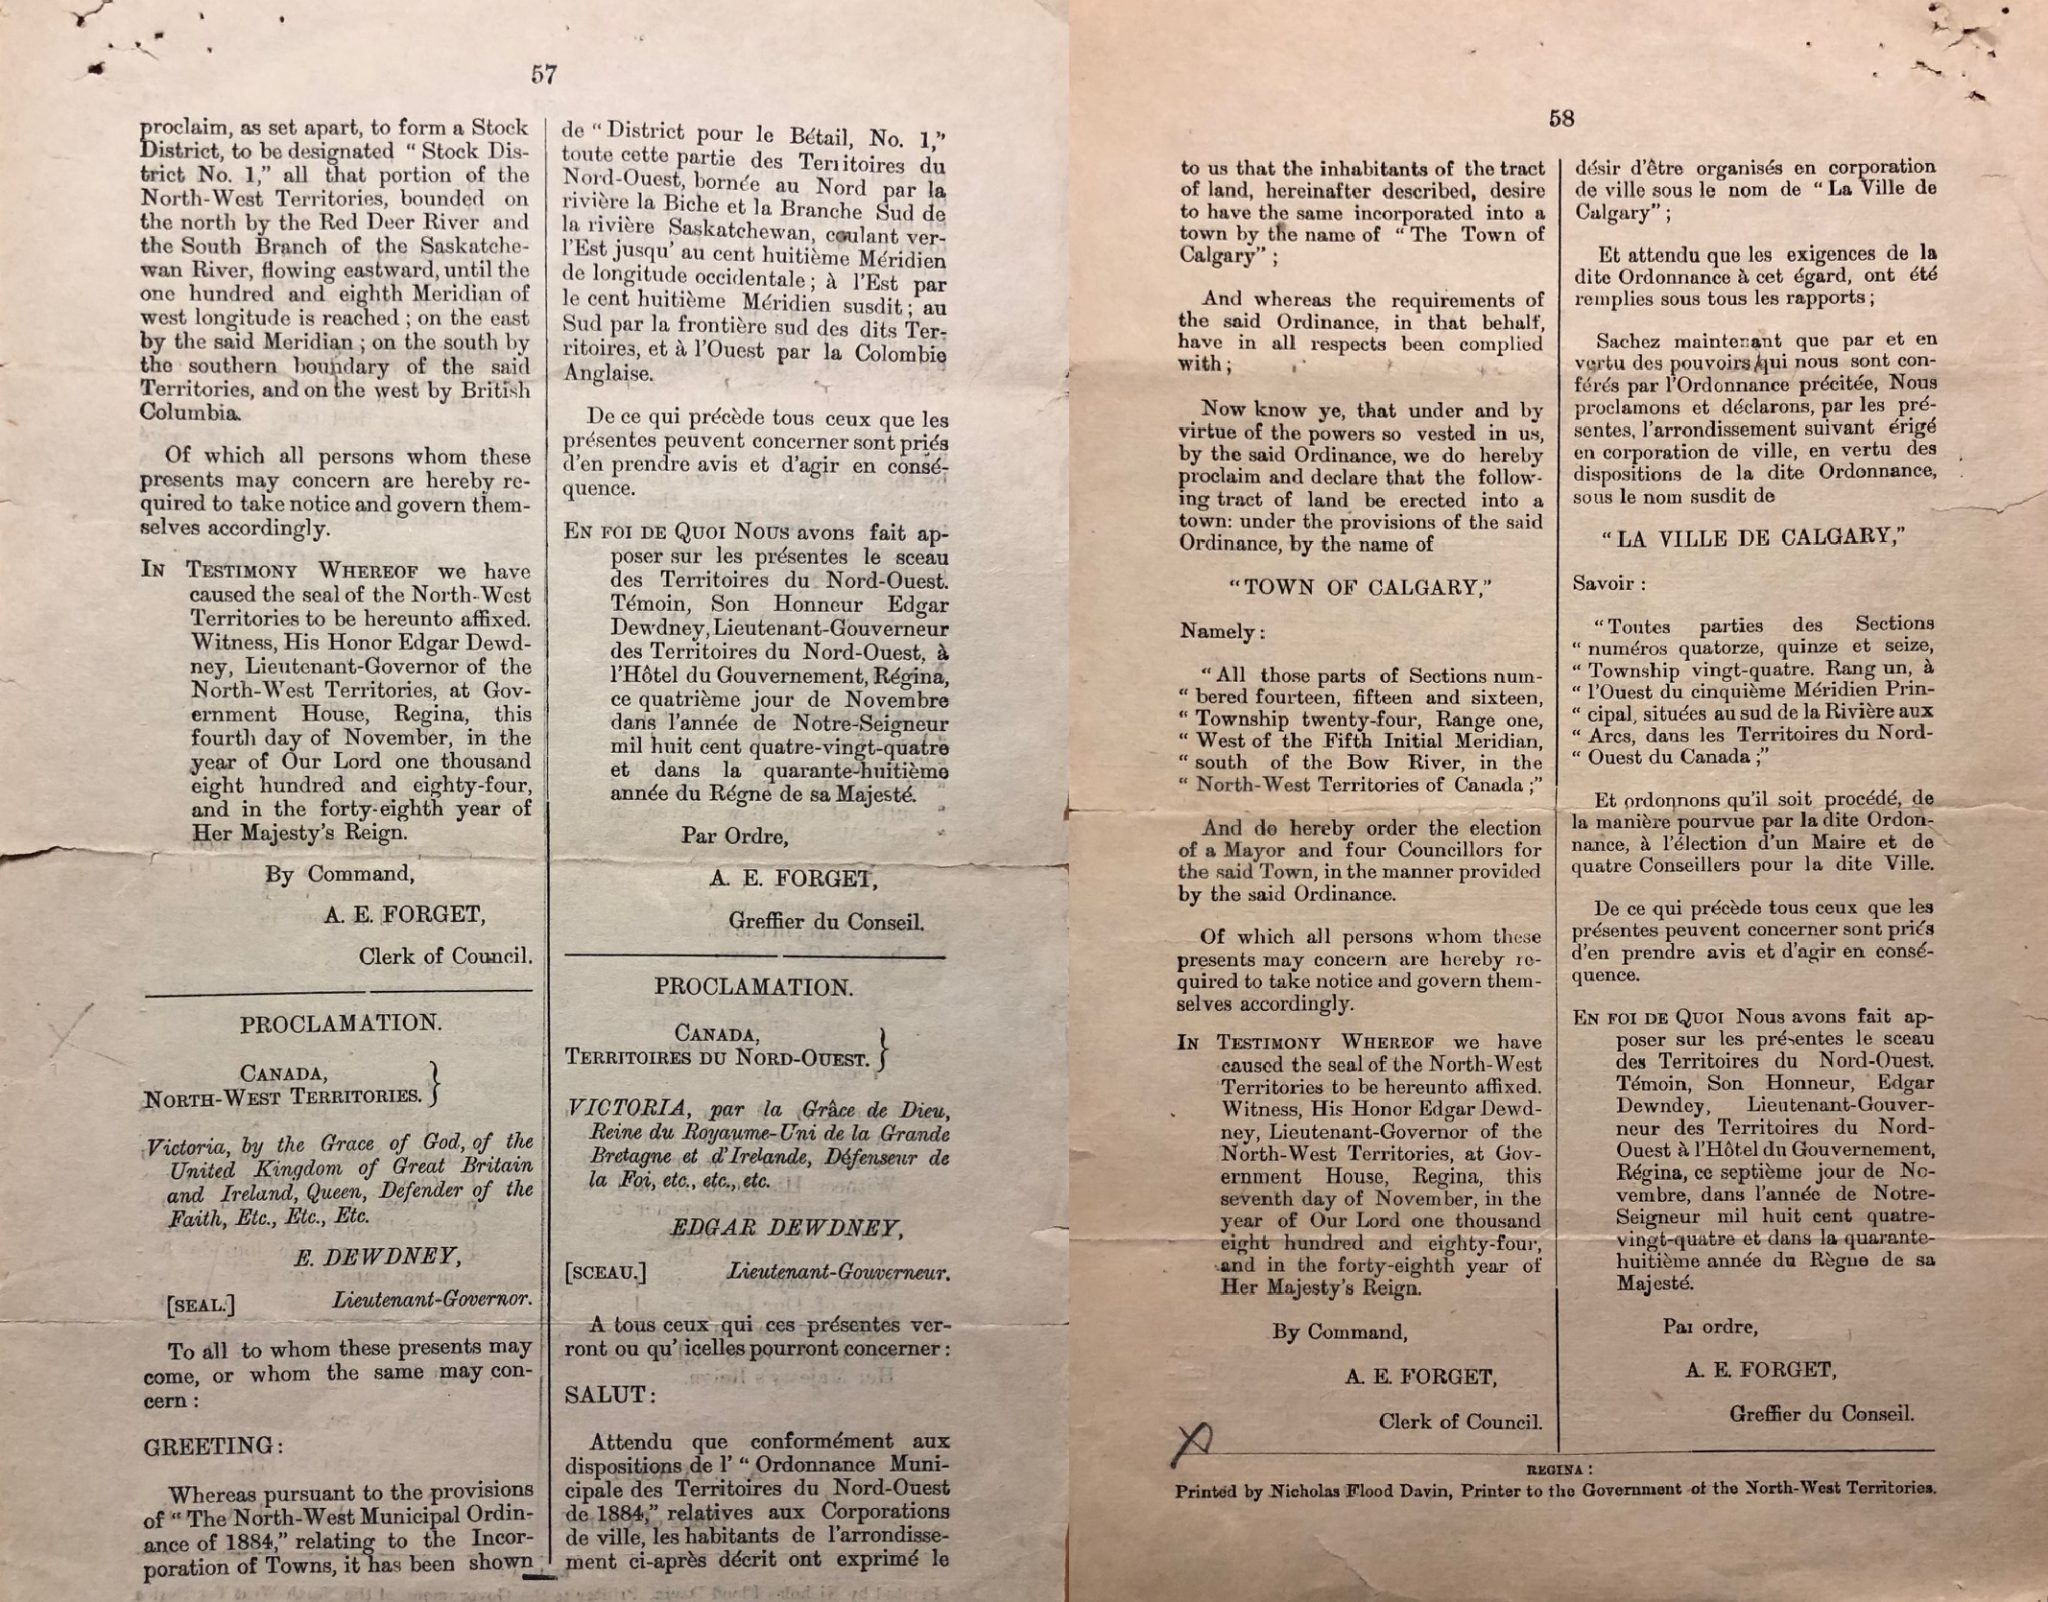 57
proclaim, as set apart, to form a Stock
District, to be designated " Stock Dis-
trict No. 1," all that portion of the
North-West Territories, bounded on
the north by the Red Deer River and
the South Branch of the Saskatche-
wan River, flowing eastward, until the
one hundred and eighth Meridian of
west longitude is reached ; on the east
by the said Meridian ; on the south by
the southern boundary of the said
Territories, and on the west by British
Columbia.
Of which all persons whom these
presents may concern are hereby re-
quired to take notice and govern them-
selves accordingly.
IN TESTIMONY WHEREOF we have
caused the seal of the North-West
Territories to be hereunto affixed.
Witness, His Honor Edgar Dewd-
ney, Lieutenant-Governor of the
North-West Territories, at Gov-
ernment House, Regina, this
fourth day of November, in the
year of Our Lord one thousand
eight hundred and eighty-four,
and in the forty-eighth year of
Her Majesty's Reign.
By Command,
A. E. FORGET,
Clerk of Council.
PROCLAMATION.
CANADA,
NORTH-WEST TERRITORIES. }
Victoria, by the Grace of God, of the
United Kingdom of Great Britain
and Ireland, Queen, Defender of the
Faith, Etc., Etc., Etc.
E. DEWDNEY,
[SEAL.] Lieutenant-Governor.
To all to whom these presents may
come, or whom the same may con-
cern :
GREETING:
Whereas pursuant to the provisions
of " The North-West Municipal Ordin-
ance of 1884," relating to the Incor-
poration of Towns, it has been shown
de " District pour le Bétail, No. 1,"
toute cette partie des Territoires du
Nord-Ouest, bornée au Nord par la
rivière la Biche et la Branche Sud de
la rivière Saskatchewan, coulant ver-
l'Est jusqu' au cent huitième Méridien
de longitude occidentale ; à l'Est par
le cent huitième Méridien susdit ; au
Sud par la frontière sud des dits Ter-
ritoires, et à l'Ouest par la Colombie
Anglaise.
De ce qui précède tous ceux que les
présentes peuvent concerner sont priés
d'en prendre avis et d'agir en consé-
quence.
EN FOI DE QUOI NOUS avons fait ap-
poser sur les présentes le sceau
des Territoires du Nord-Ouest.
Témoin, Son Honneur Edgar
Dewdney, Lieutenant-Gouverneur
des Territoires du Nord-Ouest, à
l'Hôtel du Gouvernement, Régina,
ce quatrième jour de Novembre
dans l'année de Notre-Seigneur
mil huit cent quatre-vingt-quatre
et dans la quarante-huitième
année du Régne de sa Majesté.
Par Ordre,
A. E. FORGET,
Greffier du Conseil.
PROCLAMATION.
CANADA,
TERRITOIRES DU NORD-OUEST. }
VICTORIA, par la Grâce de Dieu,
Reine du Royaume-Uni de la Grande
Bretagne et d'Irelande, Défenseur de
la Foi, etc., etc., etc.
EDGAR DEWDNEY,
[SCEAU.] Lieutenant-Gouverneur.
A tous ceux qui ces présentes ver-
ront ou qu' icelles pourront concerner :
SALUT:
Attendu que conformément aux
dispositions de l' " Ordonnance Muni-
cipale des Territoires du Nord-Ouest
de 1884," relatives aux Corporations
de ville, les habitants de l'arrondisse-
ment ci-après décrit ont exprimé le
58
to us that the inhabitants of the tract
of land, hereinafter described, desire
to have the same incorporated into a
town by the name of " The Town of
Calgary" ;
And whereas the requirements of
the said Ordinance, in that behalf,
have in all respects been complied
with ;
Now know ye, that under and by
virtue of the powers so vested in us,
by the said Ordinance, we do hereby
proclaim and declare that the follow-
ing tract of land be erected into a
town: under the provisions of the said
Ordinance, by the name of
"TOWN OF CALGARY,"
Namely :
" All those parts of Sections num-
" bered fourteen, fifteen and sixteen,
" Township twenty-four, Range one,
" West of the Fifth Initial Meridian,
" south of the Bow River, in the
" North-West Territories of Canada ;"
And do hereby order the election
of a Mayor and four Councillors for
the said Town, in the manner provided
by the said Ordinance.
Of which all persons whom these
presents may concern are hereby re-
quired to take notice and govern them-
selves accordingly.
IN TESTIMONY WHEREOF we have
caused the seal of the North-West
Territories to be hereunto affixed.
Witness, His Honor Edgar Dewd-
ney, Lieutenant-Governor of the
North-West Territories, at Gov-
ernment House, Regina, this
seventh day of November, in the
year of Our Lord one thousand
eight hundred and eighty-four,
and in the forty-eighth year of
Her Majesty's Reign.
By Command,
A. E. FORGET,
Clerk of Council.
désir d'être organisés en corporation
de ville sous le nom de " La Ville de
Calgary" ;
Et attendu que les exigences de la
dite Ordonnance à cet égard, ont été
remplies sous tous les rapports ;
Sachez maintenant que par et en
vertu des pouvoirs qui nous sont con-
férés par l'Ordonnance précitée, Nous
proclamons et déclarons, par les pré-
sentes, l'arrondissement suivant érigé
en corporation de ville, en vertu des
dispositions de la dite Ordonnance,
sous le nom susdit de
"LA VILLE DE CALGARY,"
Savoir :
" Toutes parties des Sections
" numéros quatorze, quinze et seize,
" Township vingt-quatre. Rang un, à
" l'Ouest du cinquième Méridien Prin-
" cipal, situées au sud de la Rivière aux
" Arcs, dans les Territoires du Nord-
" Ouest du Canada ;"
Et ordonnons qu'il soit procédé, de
la manière pourvue par la dite Ordon-
nance, à l'élection d'un Maire et de
quatre Conseillers pour la dite Ville.
De ce qui précède tous ceux que les
présentes peuvent concerner sont priés
d'en prendre avis et d'agir en consé-
quence.
EN FOI DE QUOI Nous avons fait ap-
poser sur les présentes le sceau
des Territoires du Nord-Ouest.
Témoin, Son Honneur, Edgar
Dewndey, Lieutenant-Gouver-
neur des Territoires du Nord-
Ouest à l'Hôtel du Gouvernement,
Régina, ce septième jour de No-
vembre, dans l'année de Notre-
Seigneur mil huit cent quatre-
vingt-quatre et dans la quarante-
huitième année du Règne de sa
Majesté.
Par ordre,
A. E. FORGET,
Greffier du Conseil.
REGINA :
Printed by Nicholas Flood Davin, Printer to the Government of the North-West Territories.